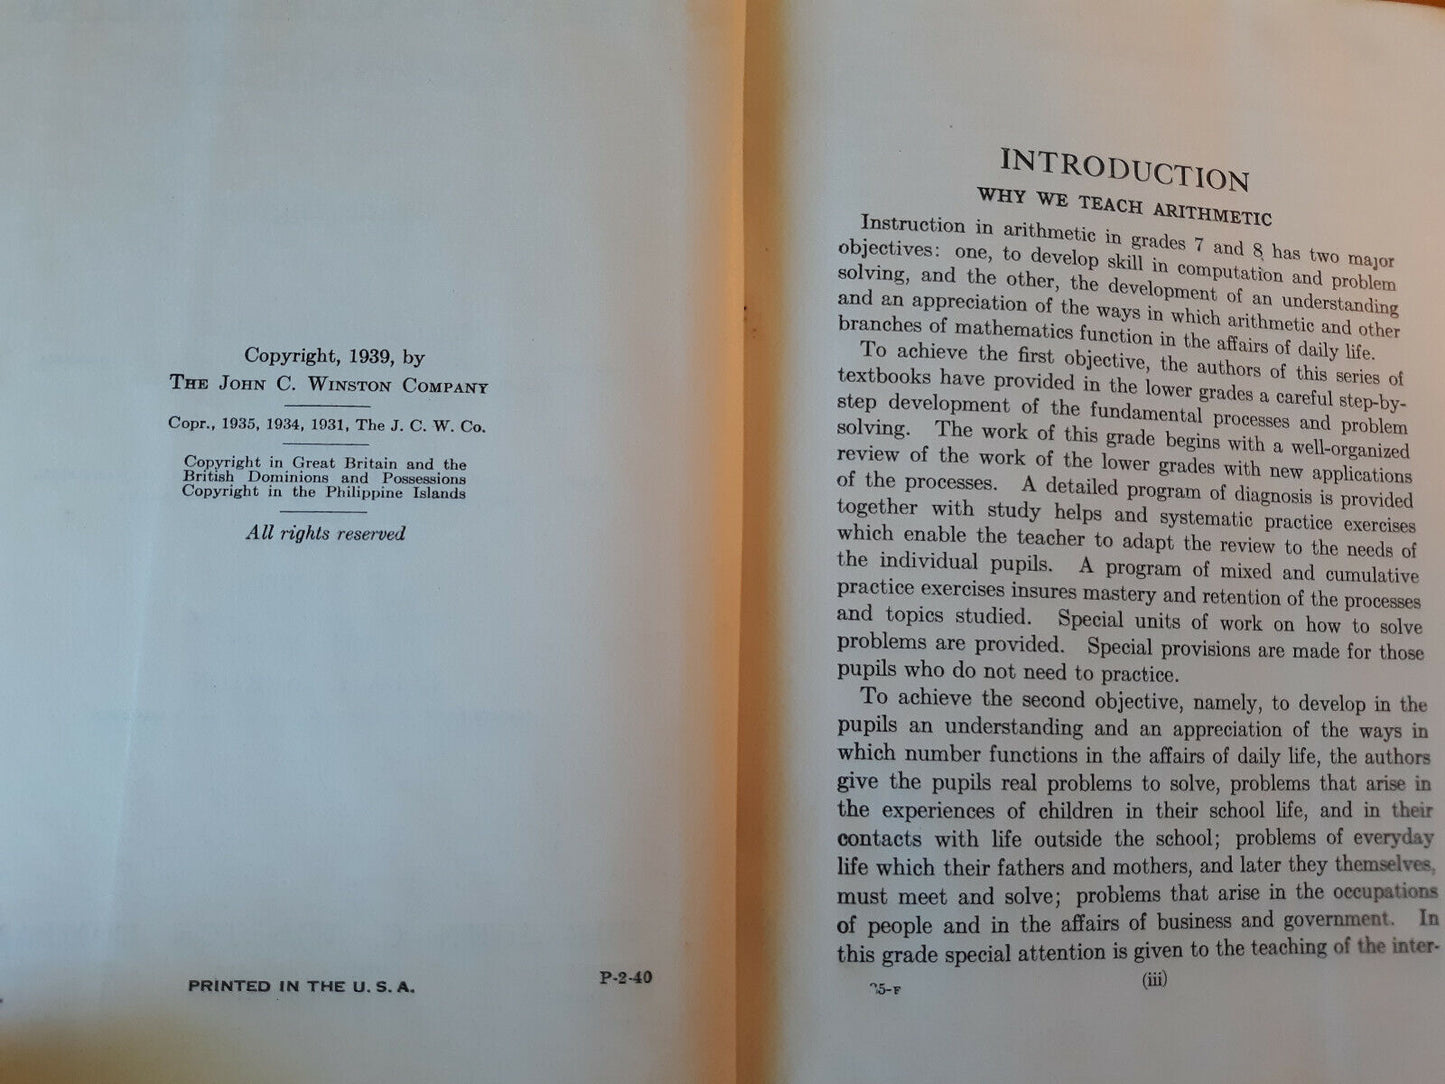 Copyright, 1939, by
THE JOHN C. WINSTON COMPANY
Copr., 1935, 1934, 1931, The J. C. W. Co.
Copyright in Great Britain and the
British Dominions and Possessions
Copyright in the Philippine Islands
All rights reserved
PRINTED IN THE U. S. A.
P-2-40
INTRODUCTION
WHY WE TEACH ARITHMETIC
Instruction in arithmetic in grades 7 and 8 has two major
objectives: one, to develop skill in computation and problem
solving, and the other, the development of an understanding
and an appreciation of the ways in which arithmetic and other
branches of mathematics function in the affairs of daily life.
To achieve the first objective, the authors of this series of
textbooks have provided in the lower grades a careful step-by-
step development of the fundamental processes and problem
solving. The work of this grade begins with a well-organized
review of the work of the lower grades with new applications
of the processes. A detailed program of diagnosis is provided
together with study helps and systematic practice exercises
which enable the teacher to adapt the review to the needs of
the individual pupils. A program of mixed and cumulative
practice exercises insures mastery and retention of the processes
and topics studied. Special units of work on how to solve
problems are provided. Special provisions are made for those
pupils who do not need to practice.
To achieve the second objective, namely, to develop in the
pupils an understanding and an appreciation of the ways in
which number functions in the affairs of daily life, the authors
give the pupils real problems to solve, problems that arise in
the experiences of children in their school life, and in their
contacts with life outside the school; problems of everyday
life which their fathers and mothers, and later they themselves,
must meet and solve; problems that arise in the occupations
of people and in the affairs of business and government. In
this grade special attention is given to the teaching of the inter-
(iii)